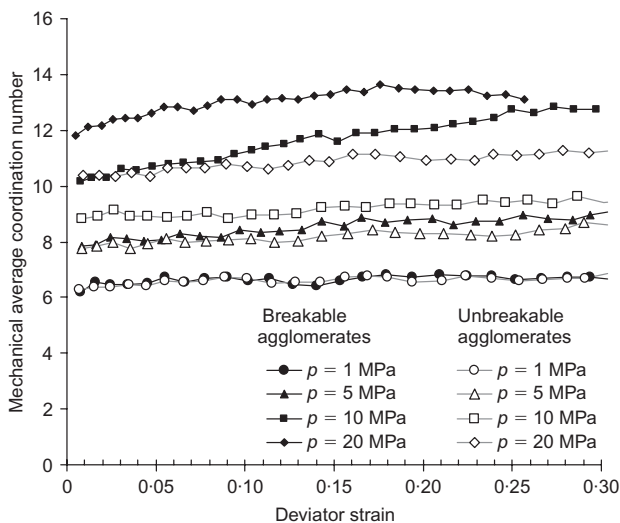 16
14
12
10
8
6
4
2
0
Mechanical average coordination number
Breakable agglomerates
p = 1 MPa
p = 5 MPa
p = 10 MPa
p = 20 MPa
Unbreakable agglomerates
p = 1 MPa
p = 5 MPa
p = 10 MPa
p = 20 MPa
0
0·05
0·10
0·15
0·20
0·25
0·30
Deviator strain